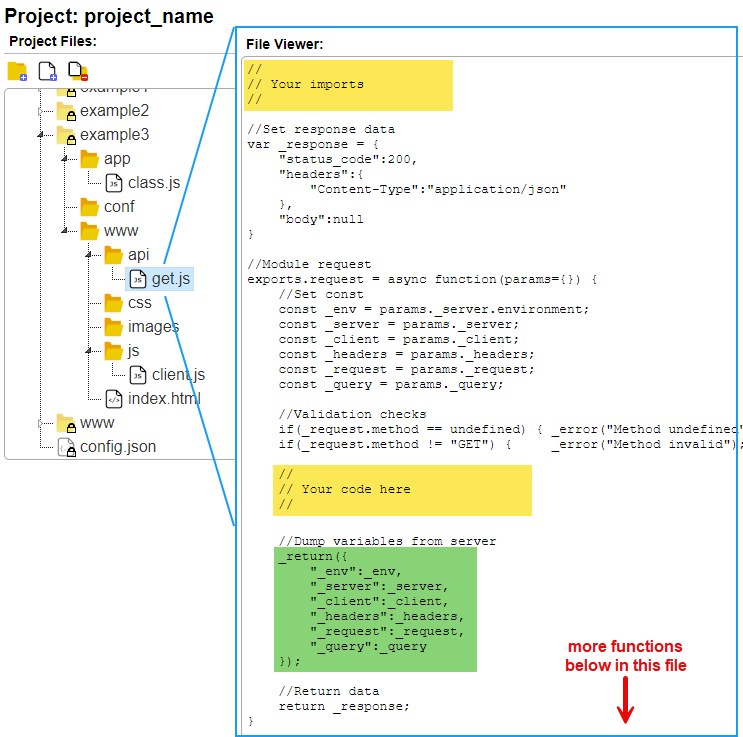 Project: project_name
Project Files:
example1
example2
example3
app
JS class.js
conf
www
api
JS get.js
css
images
js
JS client.js
</> index.html
www
config.json
File Viewer:
//
// Your imports
//
//Set response data
var _response = {
"status_code":200,
"headers":{
"Content-Type":"application/json"
},
"body":null
}
//Module request
exports.request = async function(params={}) {
//Set const
const _env = params._server.environment;
const _server = params._server;
const _client = params._client;
const _headers = params._headers;
const _request = params._request;
const _query = params._query;
//Validation checks
if(_request.method == undefined) { _error("Method undefined"
if(_request.method != "GET") { _error("Method invalid");
//
// Your code here
//
//Dump variables from server
_return({
"_env":_env,
"_server":_server,
"_client":_client,
"_headers":_headers,
"_request":_request,
"_query":_query
});
//Return data
return _response;
}
more functions
below in this file